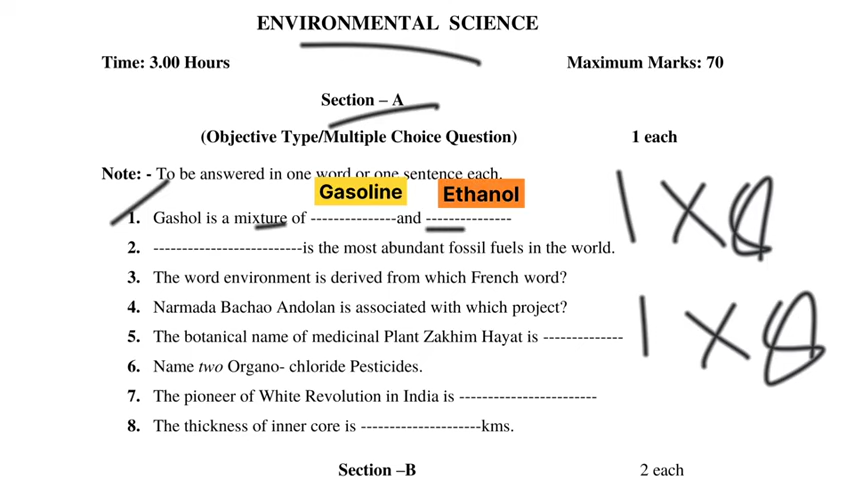 ENVIRONMENTAL SCIENCE
Time: 3.00 Hours Maximum Marks: 70
Section – A
(Objective Type/Multiple Choice Question) 1 each
Note: - To be answered in one word or one sentence each.
Gasoline Ethanol
1. Gashol is a mixture of ---------------and ---------------
2. --------------------------is the most abundant fossil fuels in the world.
3. The word environment is derived from which French word?
4. Narmada Bachao Andolan is associated with which project?
5. The botanical name of medicinal Plant Zakhim Hayat is --------------
6. Name two Organo- chloride Pesticides.
7. The pioneer of White Revolution in India is ------------------------
8. The thickness of inner core is ---------------------kms.
1 × 8
1 × 8
Section –B 2 each